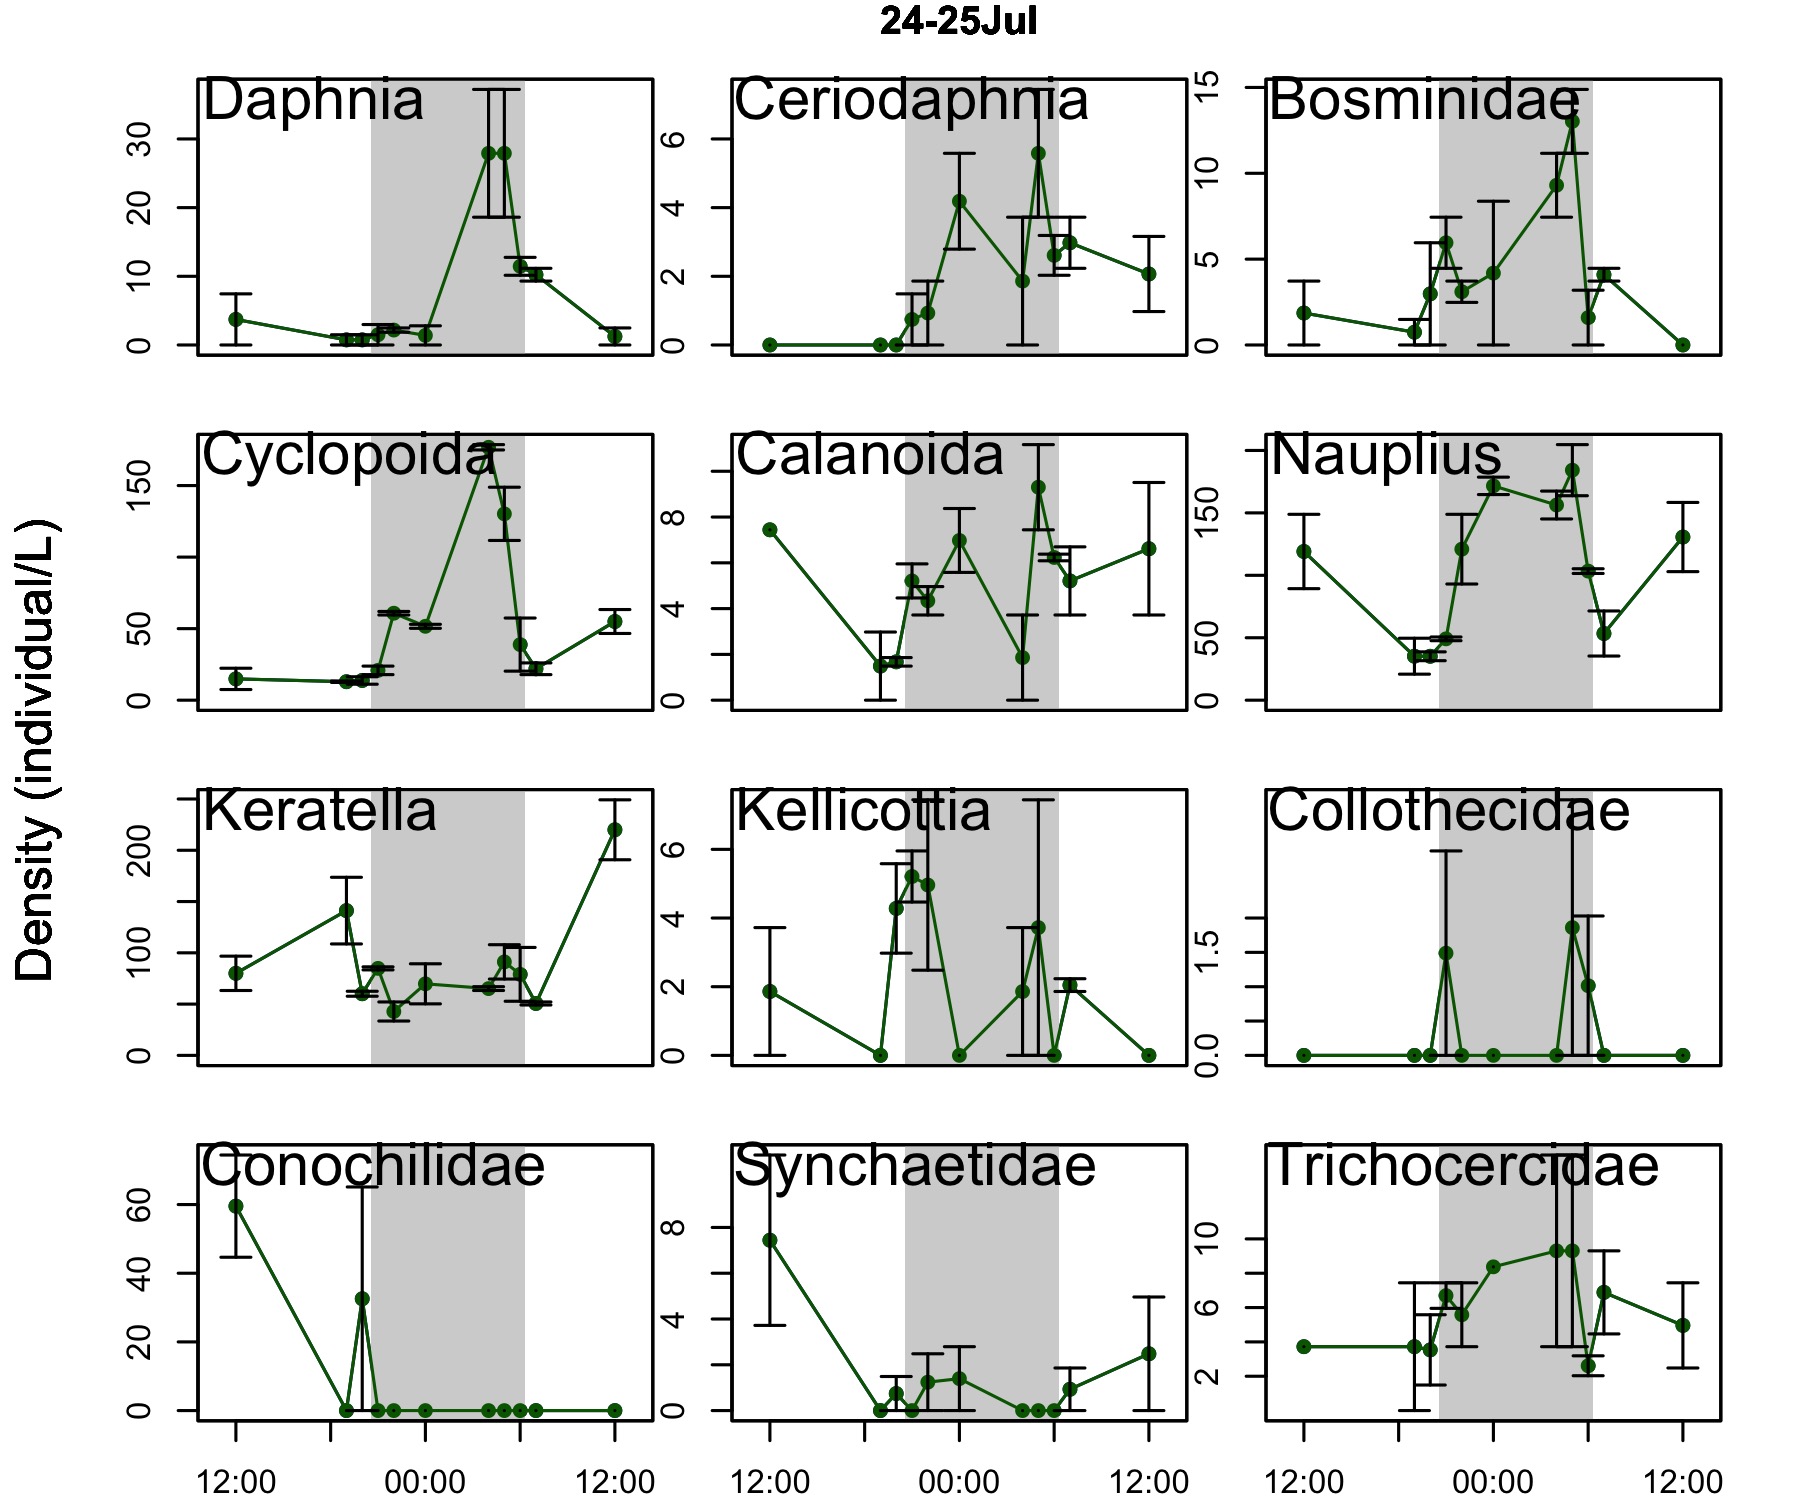 24-25Jul
Density (individual/L)
Daphnia
0 10 20 30
Ceriodaphnia
0 2 4 6
Bosminidae
0 5 10 15
Cyclopoida
0 50 150
Calanoida
0 4 8
Nauplius
0 50 150
Keratella
0 100 200
Kellicottia
0 2 4 6
Collothecidae
0.0 1.5
Conochilidae
0 20 40 60
Synchaetidae
0 4 8
Trichocercidae
2 6 10
12:00 00:00 12:00 12:00 00:00 12:00 12:00 00:00 12:00